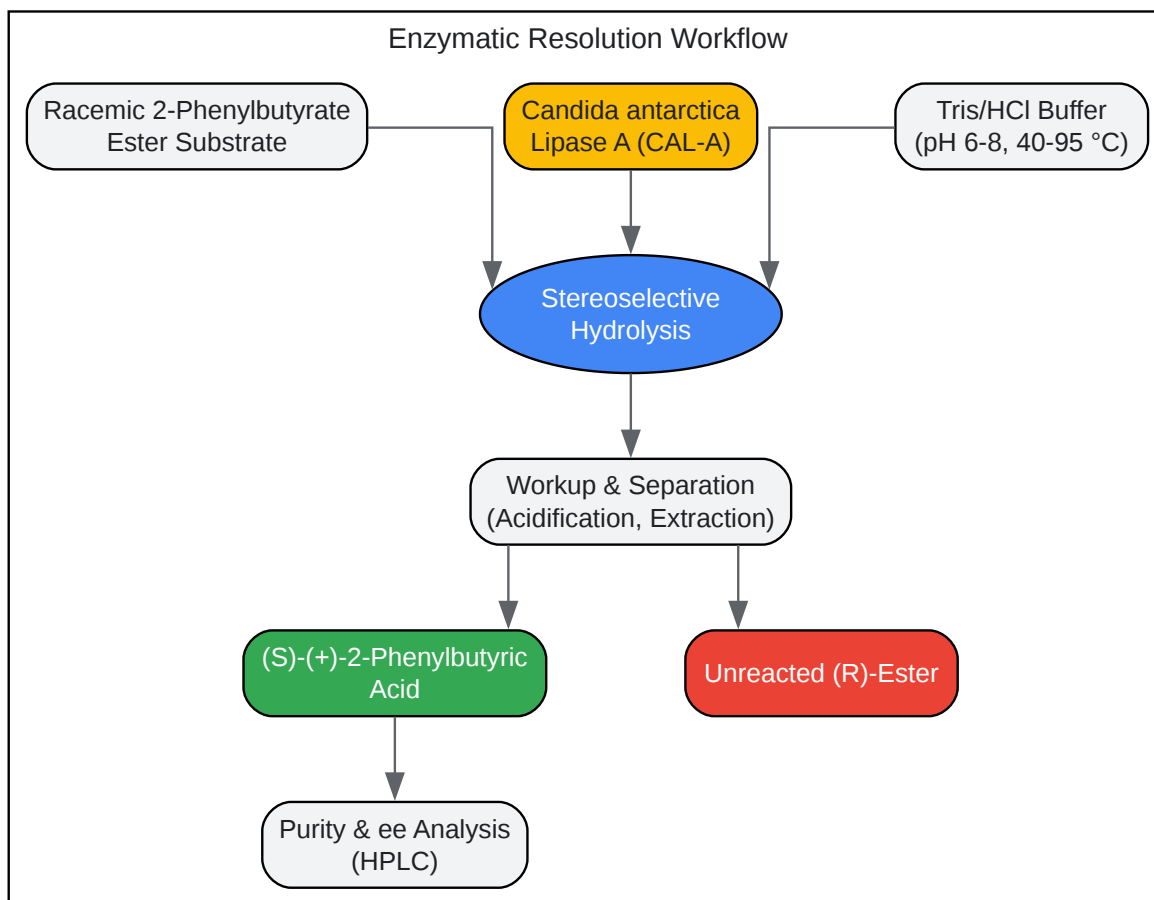 Enzymatic Resolution Workflow
Racemic 2-Phenylbutyrate
Ester Substrate
Candida antarctica
Lipase A (CAL-A)
Tris/HCl Buffer
(pH 6-8, 40-95 °C)
Stereoselective
Hydrolysis
Workup & Separation
(Acidification, Extraction)
(S)-(+)-2-Phenylbutyric
Acid
Unreacted (R)-Ester
Purity & ee Analysis
(HPLC)